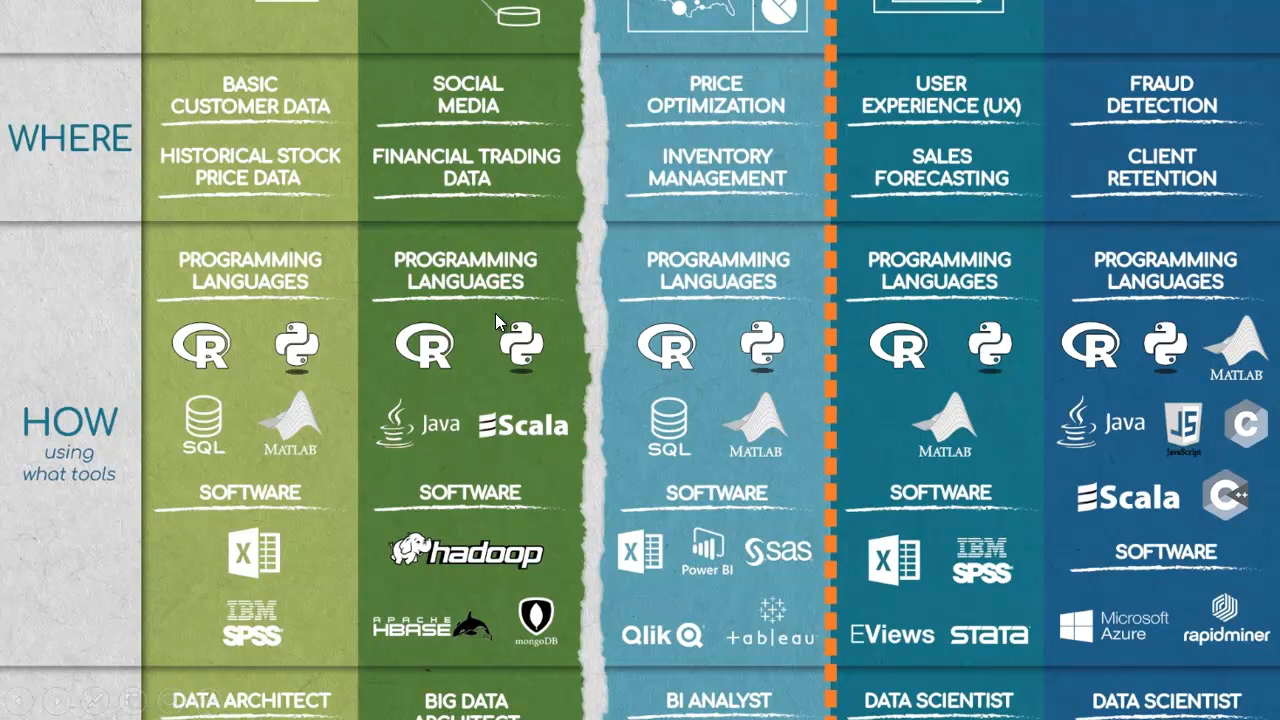 WHERE
BASIC
CUSTOMER DATA
HISTORICAL STOCK
PRICE DATA
SOCIAL
MEDIA
FINANCIAL TRADING
DATA
PRICE
OPTIMIZATION
INVENTORY
MANAGEMENT
USER
EXPERIENCE (UX)
SALES
FORECASTING
FRAUD
DETECTION
CLIENT
RETENTION
HOW
using
what tools
PROGRAMMING
LANGUAGES
R
SQL
MATLAB
SOFTWARE
X
IBM
SPSS
PROGRAMMING
LANGUAGES
R
Java
Scala
SOFTWARE
hadoop
APACHE
HBASE
mongoDB
PROGRAMMING
LANGUAGES
R
SQL
MATLAB
SOFTWARE
X
Power BI
sas
Qlik
+ableau
PROGRAMMING
LANGUAGES
R
MATLAB
SOFTWARE
X
IBM
SPSS
EViews
STATA
PROGRAMMING
LANGUAGES
R
MATLAB
Java
JS
JavaScript
C
Scala
C++
SOFTWARE
Microsoft
Azure
rapidminer
DATA ARCHITECT
BIG DATA
ARCHITECT
BI ANALYST
DATA SCIENTIST
DATA SCIENTIST